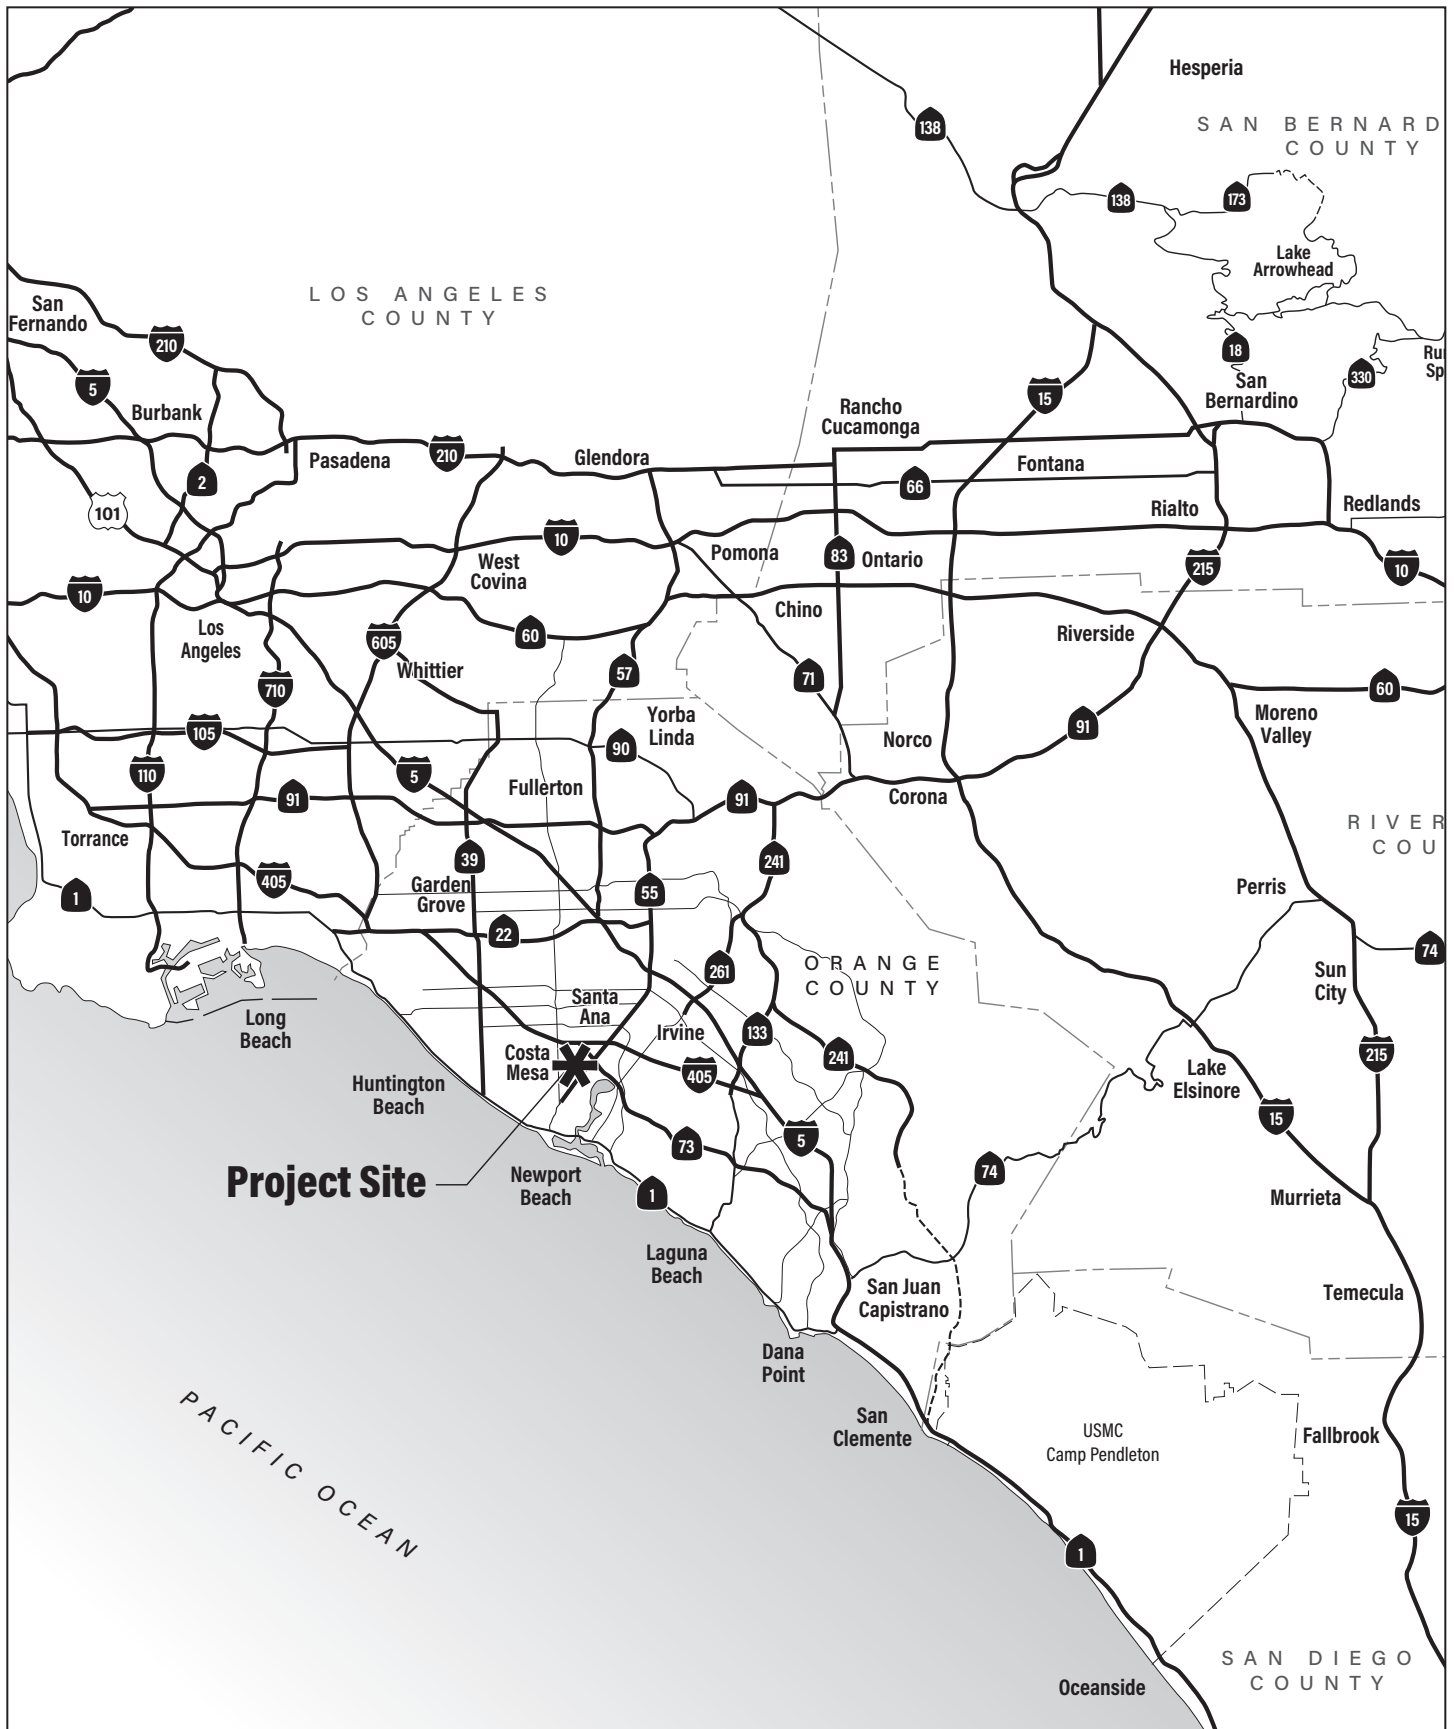 Hesperia
138
SAN BERNARD
COUNTY
138
173
Lake
Arrowhead
San
Fernando
LOS ANGELES
COUNTY
210
5
18
330
Ru
Sp
San
Bernardino
Burbank
15
Rancho
Cucamonga
Pasadena
210
Glendora
Fontana
2
66
101
Rialto
Redlands
10
West
Covina
Pomona
83
Ontario
215
10
10
Chino
Los
Angeles
605
60
Riverside
Whittier
57
71
710
60
105
Yorba
Linda
91
Moreno
Valley
90
Norco
110
5
Fullerton
91
91
Corona
Torrance
RIVER
COU
39
241
405
Garden
Grove
55
Perris
1
22
74
261
ORANGE
COUNTY
Sun
City
Long
Beach
Santa
Ana
Irvine
133
241
215
Costa
Mesa
405
Lake
Elsinore
Huntington
Beach
15
73
5
Project Site
Newport
Beach
74
1
Murrieta
Laguna
Beach
San Juan
Capistrano
Temecula
Dana
Point
PACIFIC OCEAN
San
Clemente
USMC
Camp Pendleton
Fallbrook
15
1
SAN DIEGO
COUNTY
Oceanside